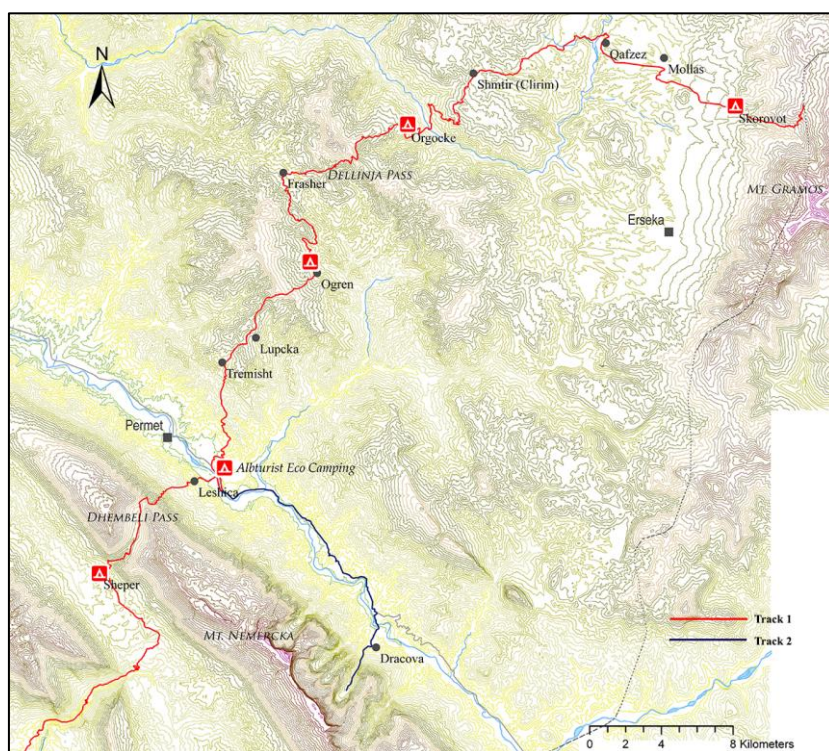 N
Qafzez
Mollas
Shmtir (Clirim)
Skorovot
Orgocke
Dellinja Pass
Frasher
Mt. Gramos
Erseka
Ogren
Lupcka
Tremisht
Permet
Albturist Eco Camping
Leshica
Dhembeli Pass
Sheper
Track 1
Mt. Nemercka
Track 2
Dracova
0 2 4 8 Kilometers